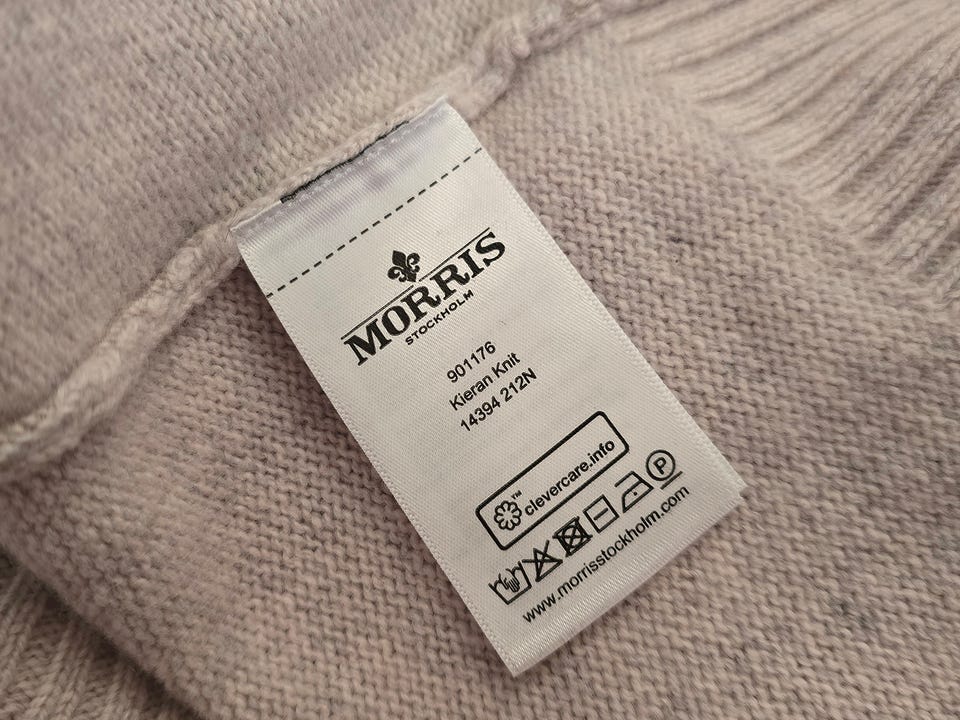 MORRIS
STOCKHOLM
901176
Kieran Knit
14394 212N
clevercare.info
P
www.morrisstockholm.com